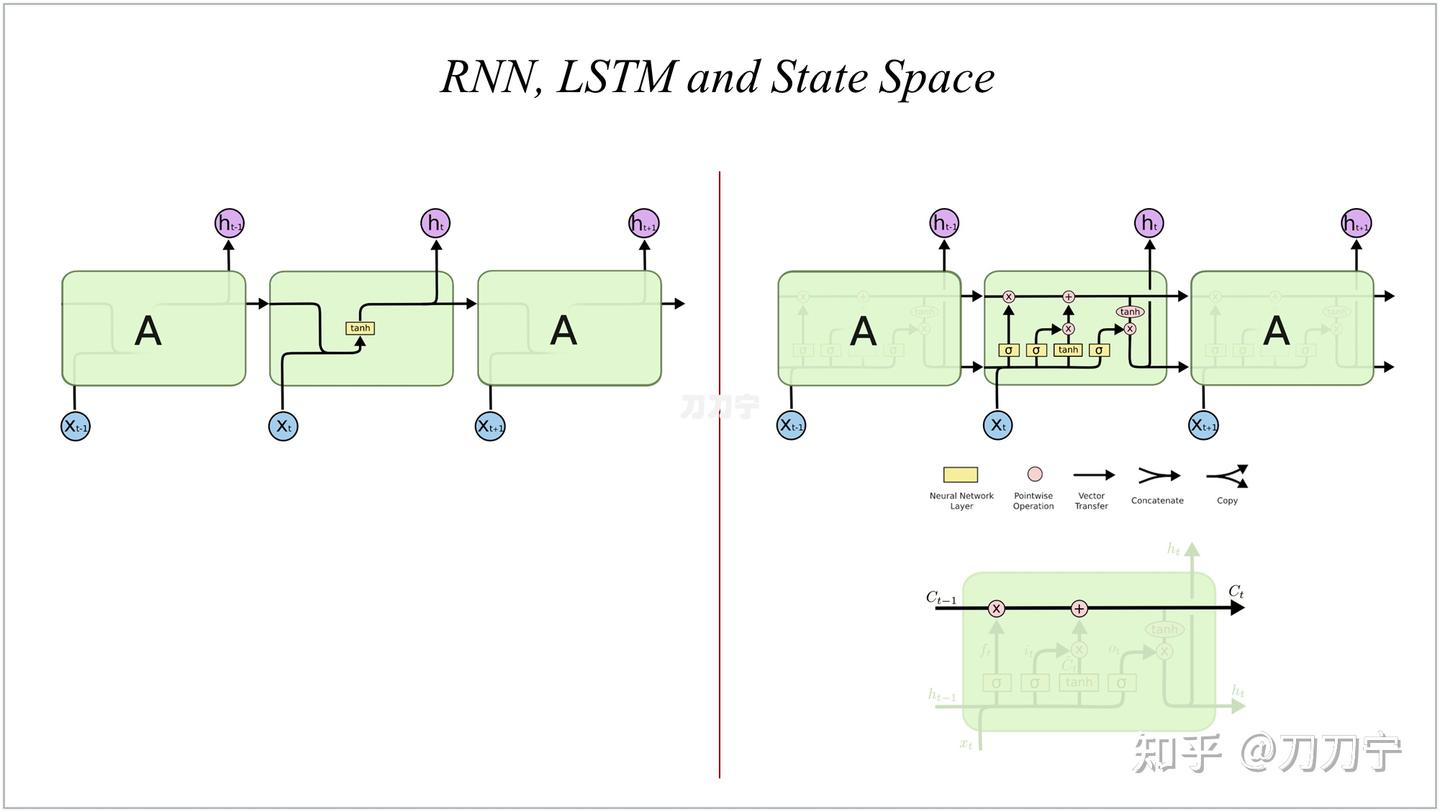 RNN, LSTM and State Space
h_{t-1} h_t h_{t+1}
A tanh A
X_{t-1} X_t X_{t+1}
h_{t-1} h_t h_{t+1}
x + tanh x x
A σ σ tanh σ A
X_{t-1} X_t X_{t+1}
刀刀宁
Neural Network Layer
Pointwise Operation
Vector Transfer
Concatenate
Copy
h_t
C_{t-1} x + C_t
tanh
f_t i_t x o_t x
C̃_t
σ σ tanh σ
h_{t-1} h_t
x_t
知乎 @刀刀宁